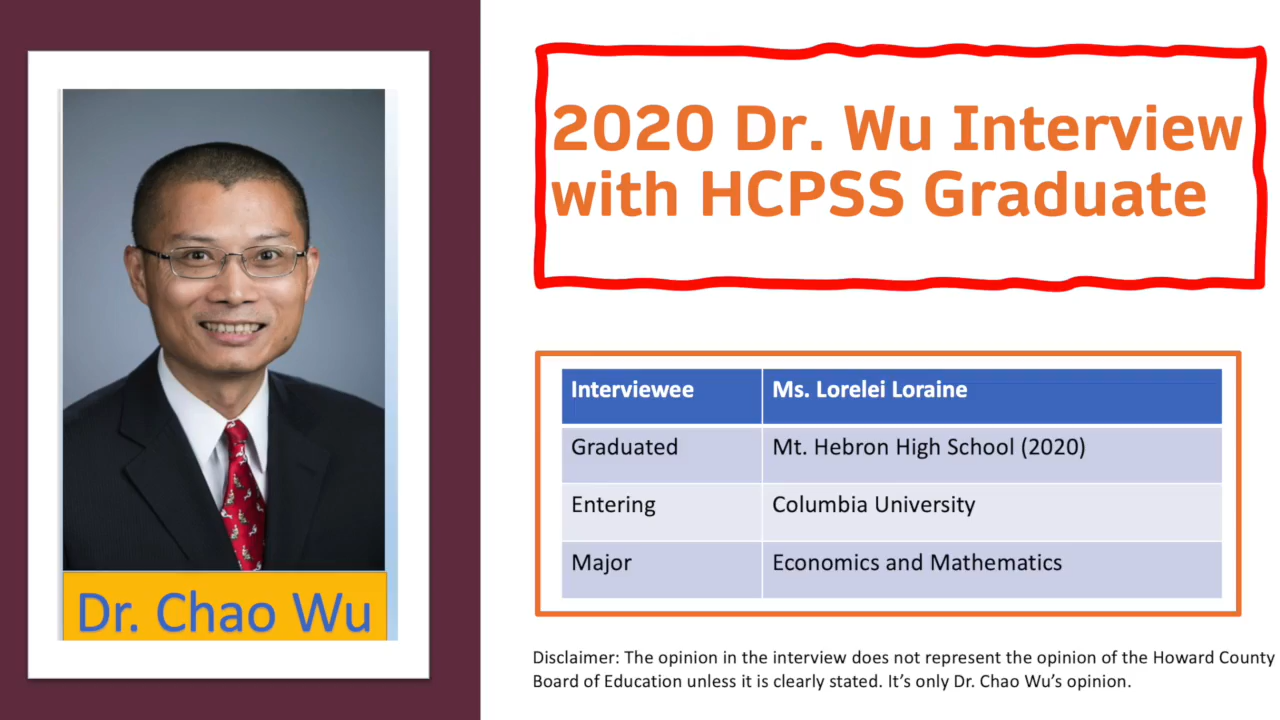 Dr. Chao Wu
2020 Dr. Wu Interview
with HCPSS Graduate
Interviewee Ms. Lorelei Loraine
Graduated Mt. Hebron High School (2020)
Entering Columbia University
Major Economics and Mathematics
Disclaimer: The opinion in the interview does not represent the opinion of the Howard County
Board of Education unless it is clearly stated. It’s only Dr. Chao Wu’s opinion.